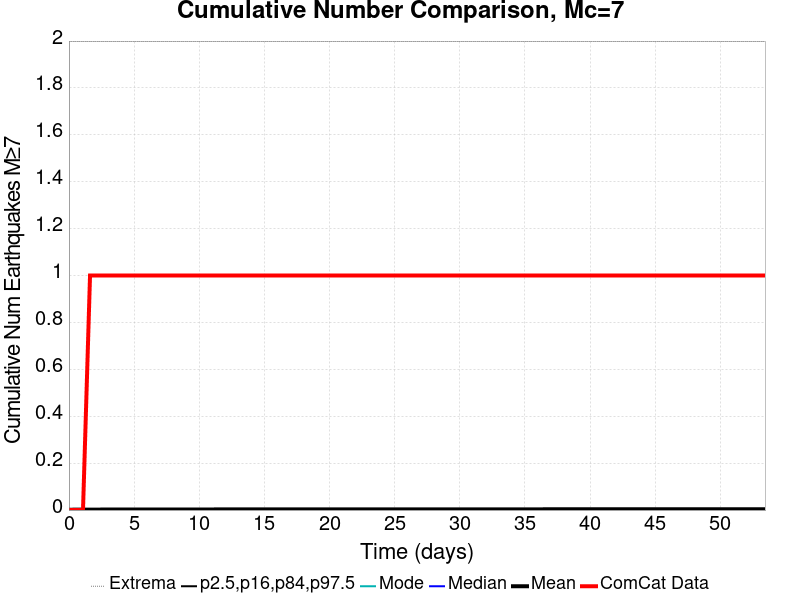 Cumulative Number Comparison, Mc=7
Cumulative Num Earthquakes M≥7
2
1.8
1.6
1.4
1.2
1
0.8
0.6
0.4
0.2
0
0 5 10 15 20 25 30 35 40 45 50
Time (days)
Extrema p2.5,p16,p84,p97.5 Mode Median Mean ComCat Data